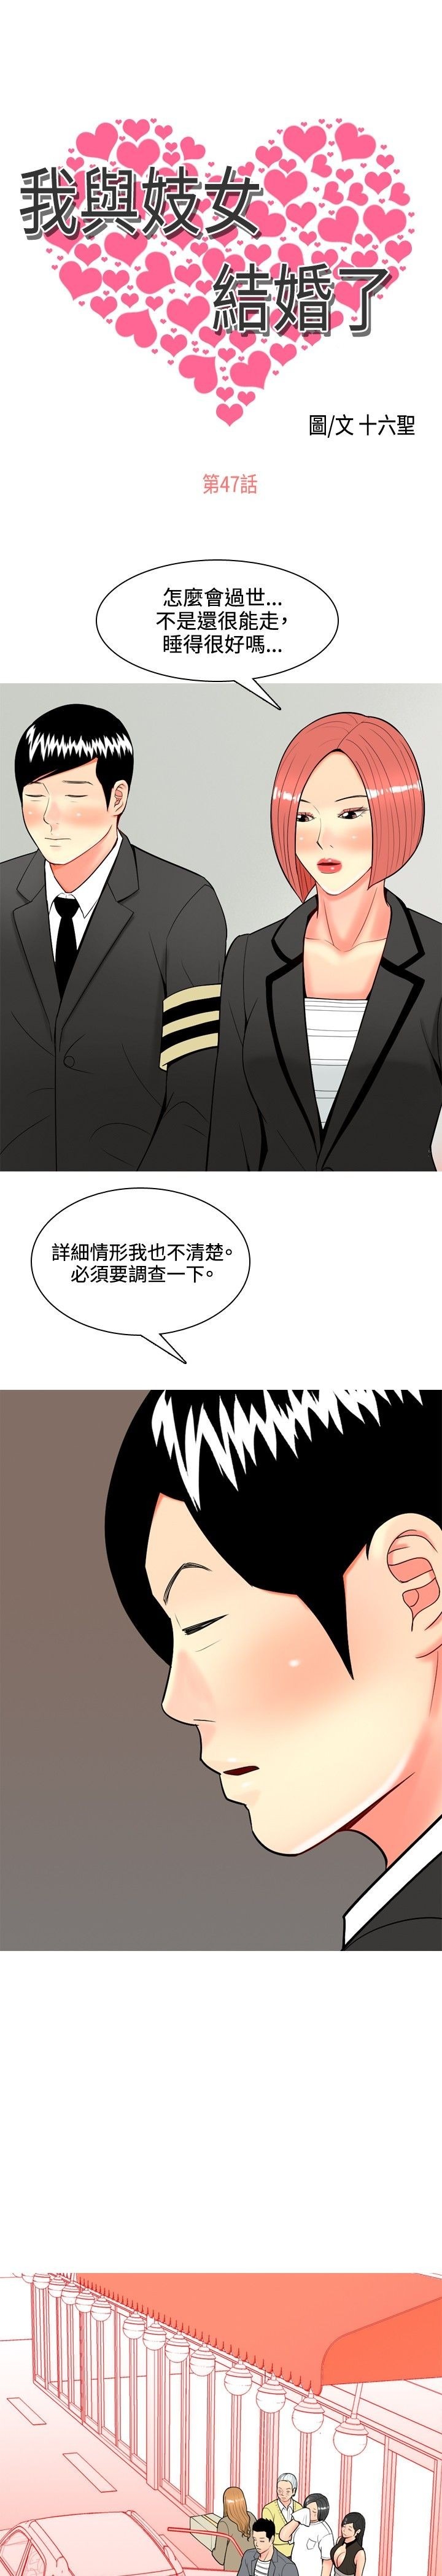 我與妓女
結婚了
圖/文 十六聖
第47話
怎麼會過世...
不是還很能走，
睡得很好嗎...
詳細情形我也不清楚。
必須要調查一下。